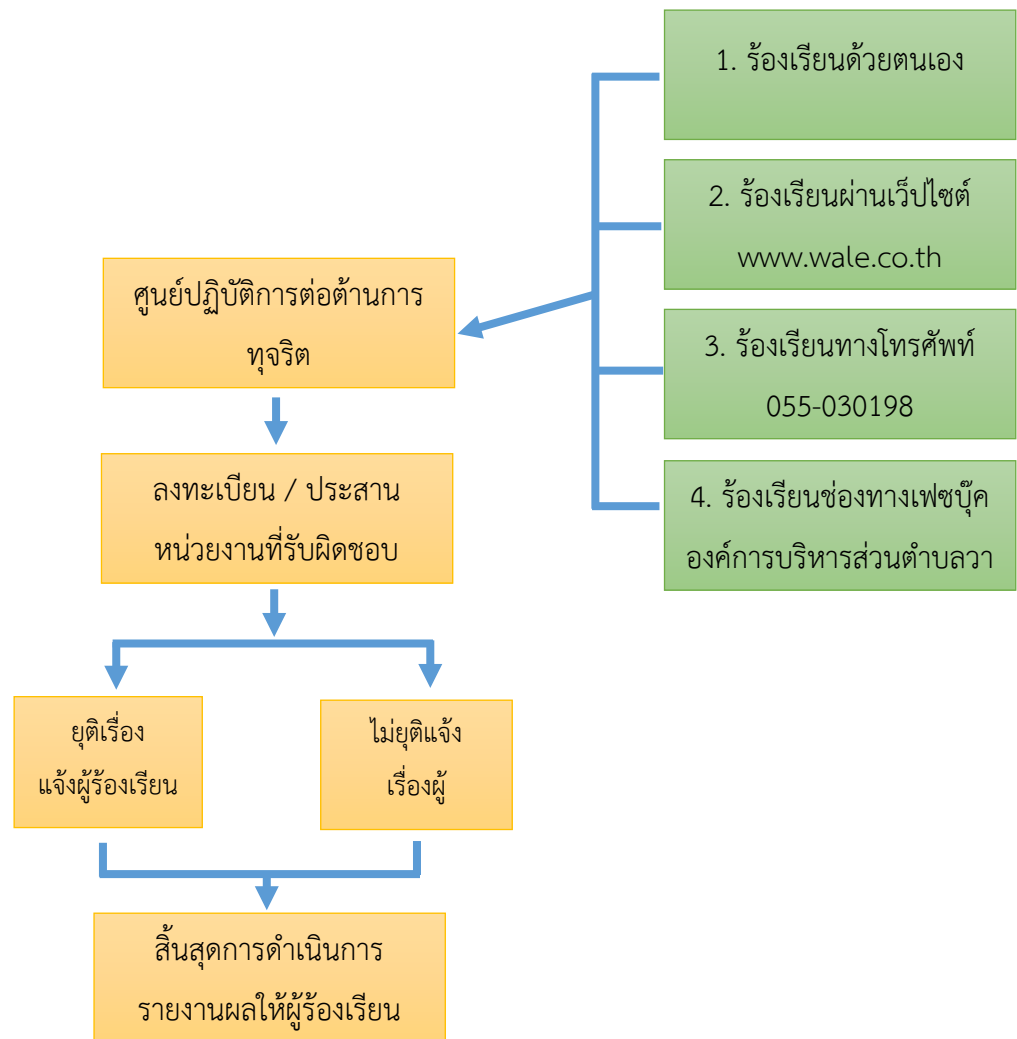 1. ร้องเรียนด้วยตนเอง
2. ร้องเรียนผ่านเว็ปไซต์
www.wale.co.th
3. ร้องเรียนทางโทรศัพท์
055-030198
4. ร้องเรียนช่องทางเฟซบุ๊ค
องค์การบริหารส่วนตำบลวา
ศูนย์ปฏิบัติการต่อต้านการ
ทุจริต
ลงทะเบียน / ประสาน
หน่วยงานที่รับผิดชอบ
ยุติเรื่อง
แจ้งผู้ร้องเรียน
ไม่ยุติแจ้ง
เรื่องผู้
สิ้นสุดการดำเนินการ
รายงานผลให้ผู้ร้องเรียน